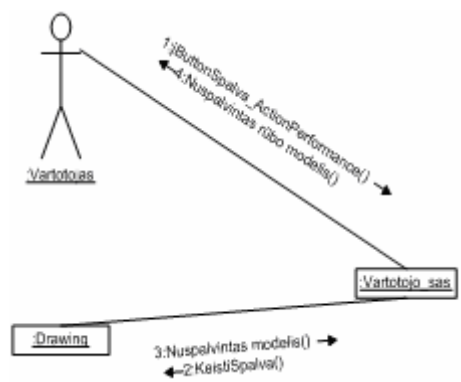 1:jButtonSpalva_ActionPerformance()
4:Nuspalvintas rūbo modelis()
:Vartotojas
:Vartotojo_sas
:Drawing
3:Nuspalvintas modelis()
2:KeistiSpalva()